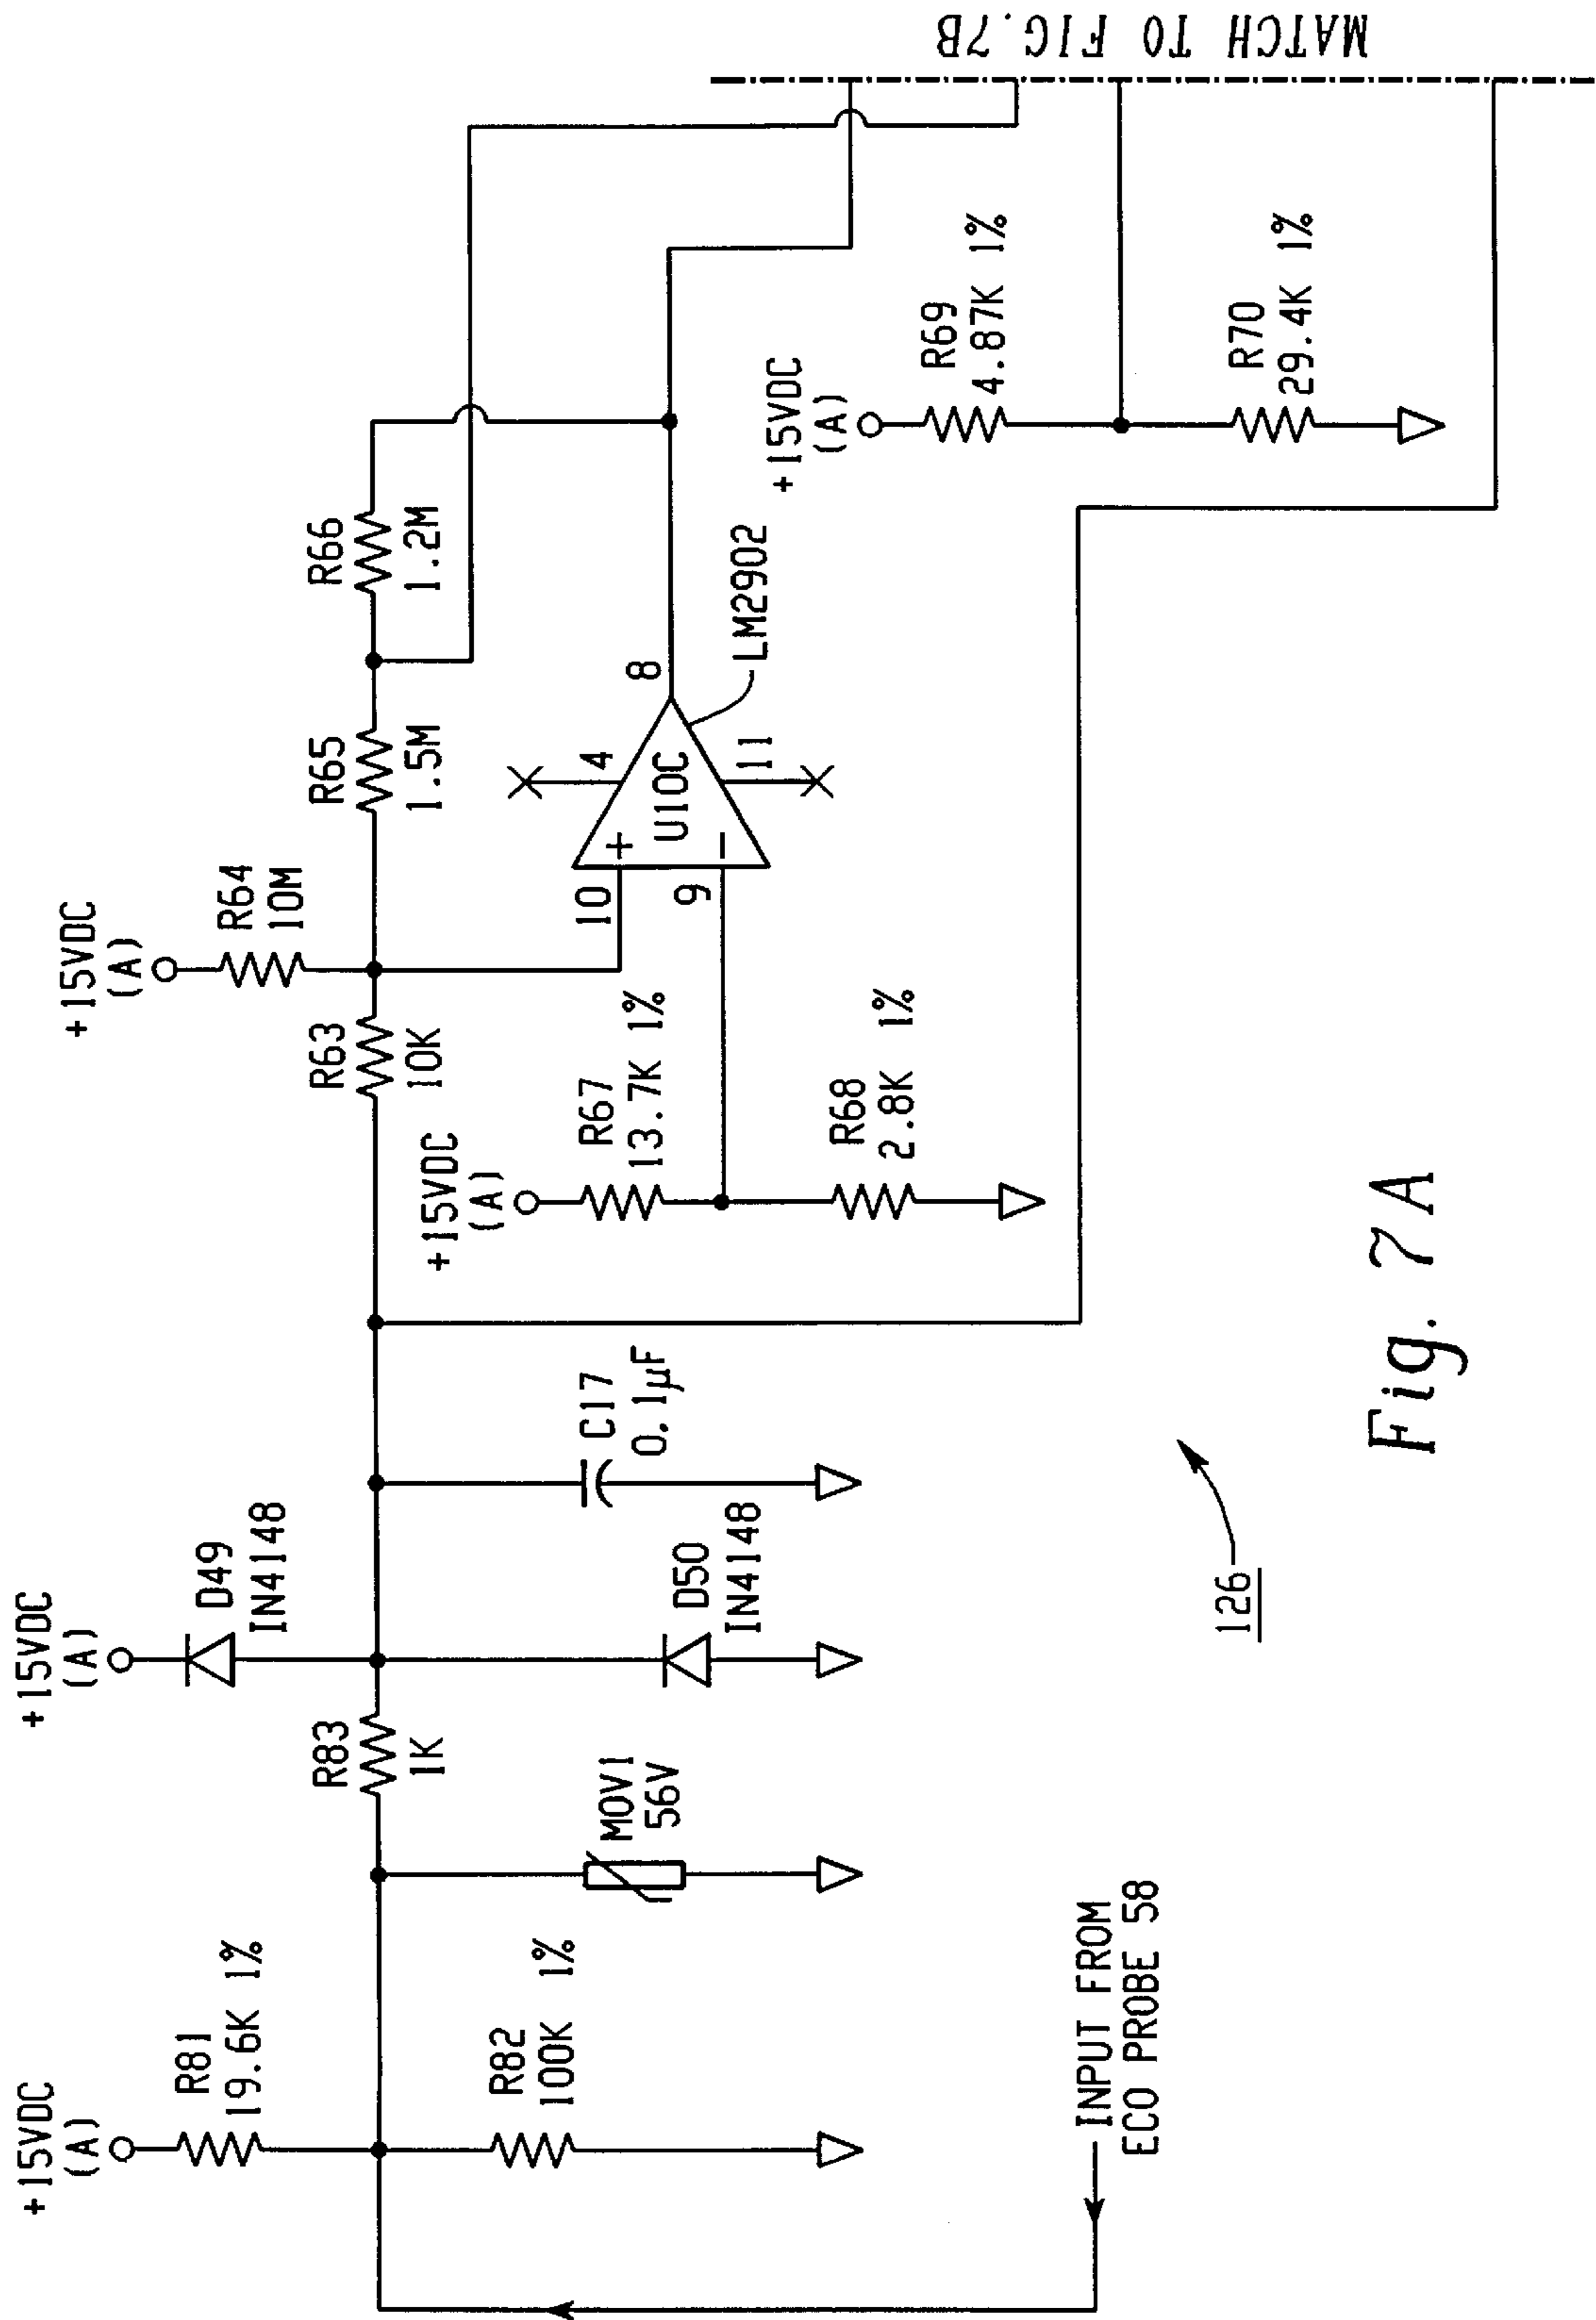 +15VDC
(A)
R81
19.6K 1%
R82
100K 1%
INPUT FROM
ECO PROBE 58
MOV1
56V
R83
1K
+15VDC
(A)
D49
IN4148
D50
IN4148
C17
0.1µF
126
+15VDC
(A)
R67
13.7K 1%
R68
2.8K 1%
R63
10K
+15VDC
(A)
R64
10M
R65
1.5M
R66
1.2M
10
9
+
−
U10C
4
11
8
LM2902
+15VDC
(A)
R69
4.87K 1%
R70
29.4K 1%
MATCH TO FIG.7B
Fig. 7A